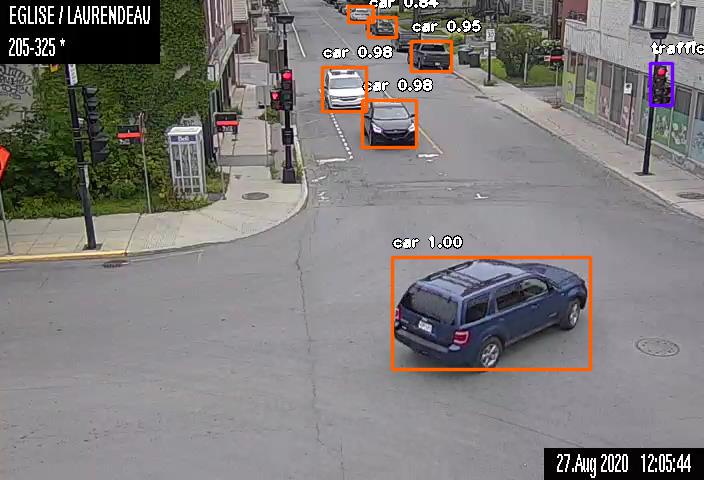 EGLISE / LAURENDEAU
205-325 *
car 0.84
car 0.95
traffic
car 0.98
car 0.98
Bell
car 1.00
27.Aug 2020 12:05:44